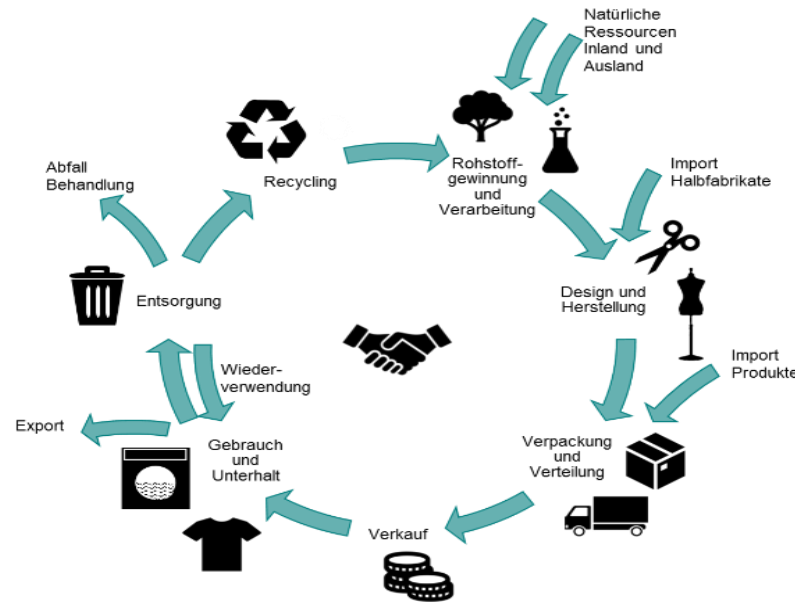 Natürliche
Ressourcen
Inland und
Ausland
Abfall
Behandlung
Recycling
Rohstoff-
gewinnung
und
Verarbeitung
Import
Halbfabrikate
Entsorgung
Design und
Herstellung
Import
Produkte
Wieder-
verwendung
Export
Gebrauch
und
Unterhalt
Verpackung
und
Verteilung
Verkauf